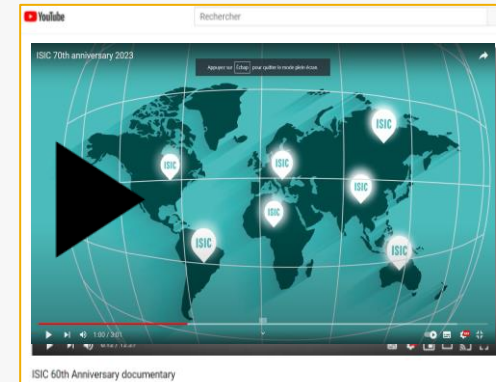 YouTube
Rechercher
ISIC 70th anniversary 2023
Appuyez sur Échap pour quitter le mode plein écran.
ISIC
ISIC
ISIC
ISIC
ISIC
ISIC
ISIC
1:00 / 3:01
ISIC 60th Anniversary documentary